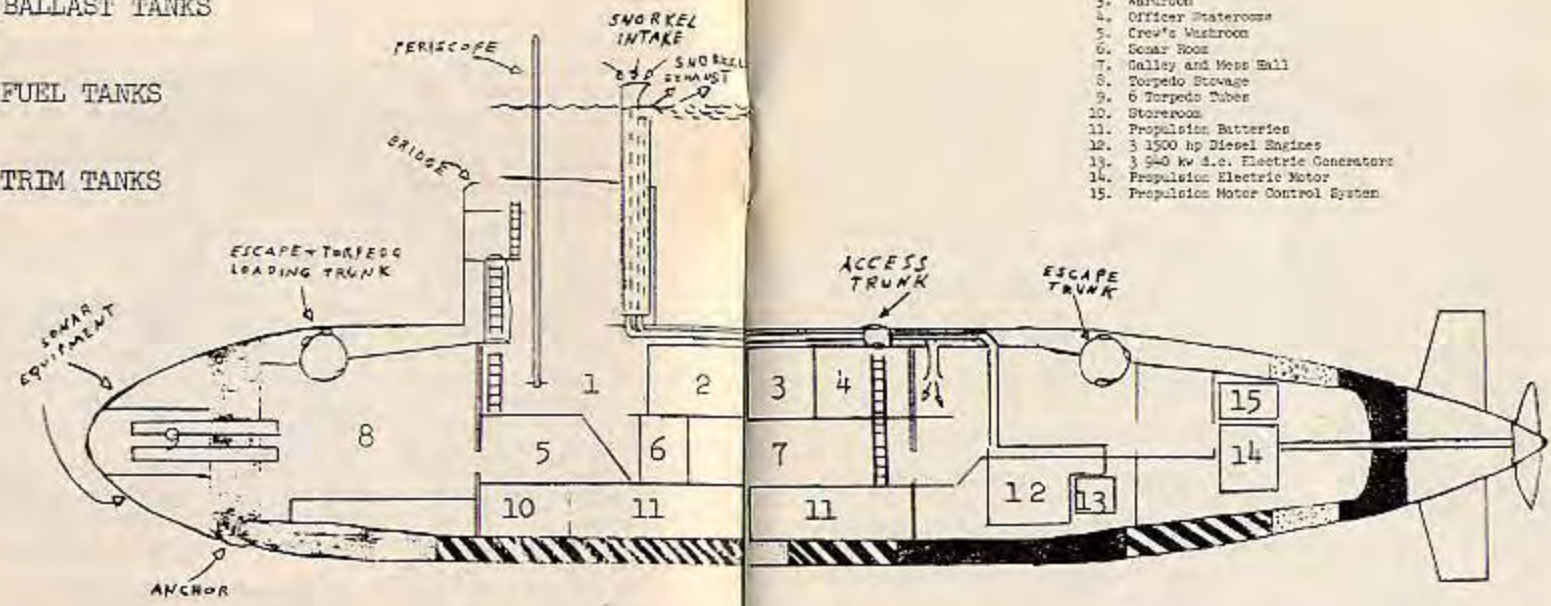 BALLAST TANKS
FUEL TANKS
TRIM TANKS
3. Wardroom
4. Officer Staterooms
5. Crew's Washroom
6. Sonar Room
7. Galley and Mess Hall
8. Torpedo Stowage
9. 6 Torpedo Tubes
10. Storeroom
11. Propulsion Batteries
12. 3 1500 hp Diesel Engines
13. 3 940 kw d.c. Electric Generators
14. Propulsion Electric Motor
15. Propulsion Motor Control System
SNORKEL
INTAKE
PERISCOPE
SNORKEL
EXHAUST
BRIDGE
ESCAPE + TORPEDO
LOADING TRUNK
ACCESS
TRUNK
ESCAPE
TRUNK
SONAR
EQUIPMENT
1
2
3
4
15
9
8
5
6
7
14
10
11
11
12
13
ANCHOR